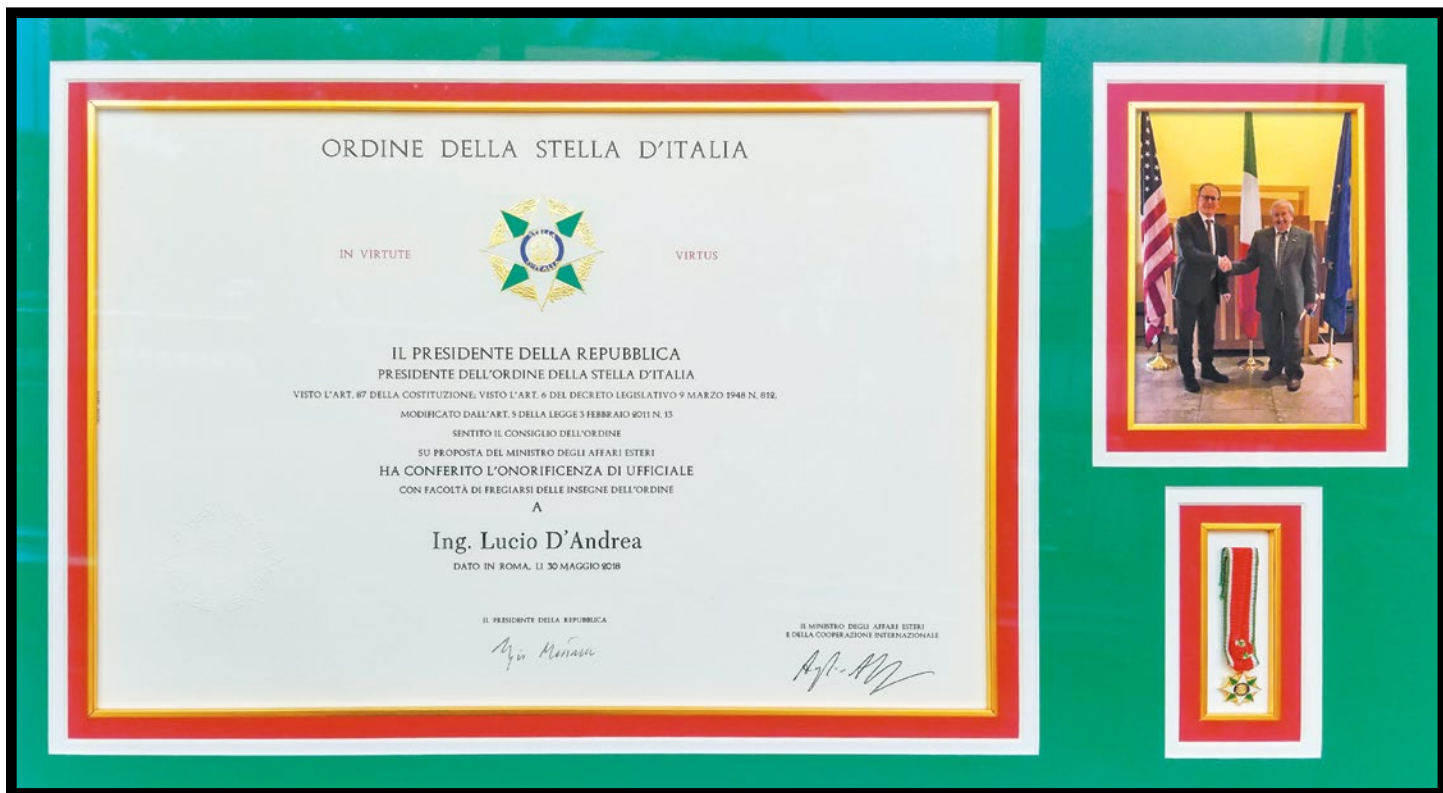 ORDINE DELLA STELLA D'ITALIA
IN VIRTUTE VIRTUS
STELLA
D'ITALIA
IL PRESIDENTE DELLA REPUBBLICA
PRESIDENTE DELL'ORDINE DELLA STELLA D'ITALIA
VISTO L'ART. 87 DELLA COSTITUZIONE; VISTO L'ART. 6 DEL DECRETO LEGISLATIVO 9 MARZO 1948 N. 812,
MODIFICATO DALL'ART. 5 DELLA LEGGE 3 FEBBRAIO 2011 N. 13
SENTITO IL CONSIGLIO DELL'ORDINE
SU PROPOSTA DEL MINISTRO DEGLI AFFARI ESTERI
HA CONFERITO L'ONORIFICENZA DI UFFICIALE
CON FACOLTÀ DI FREGIARSI DELLE INSEGNE DELL'ORDINE
A
Ing. Lucio D'Andrea
DATO IN ROMA, LI 30 MAGGIO 2018
IL PRESIDENTE DELLA REPUBBLICA
IL MINISTRO DEGLI AFFARI ESTERI
E DELLA COOPERAZIONE INTERNAZIONALE